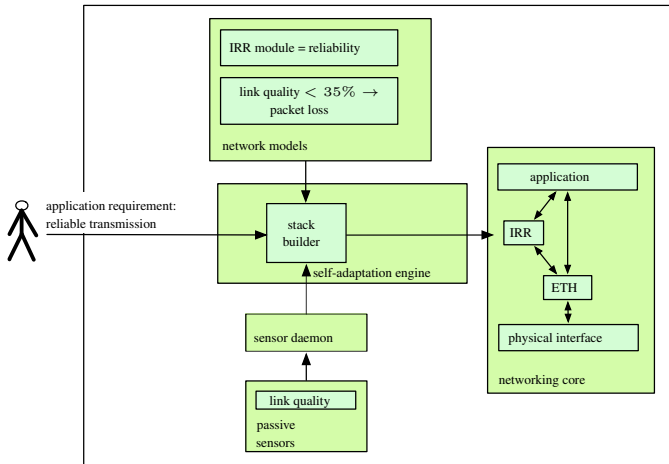 IRR module = reliability
link quality < 35% →
packet loss
network models
application requirement:
reliable transmission
stack
builder
self-adaptation engine
application
IRR
ETH
physical interface
networking core
sensor daemon
link quality
passive
sensors